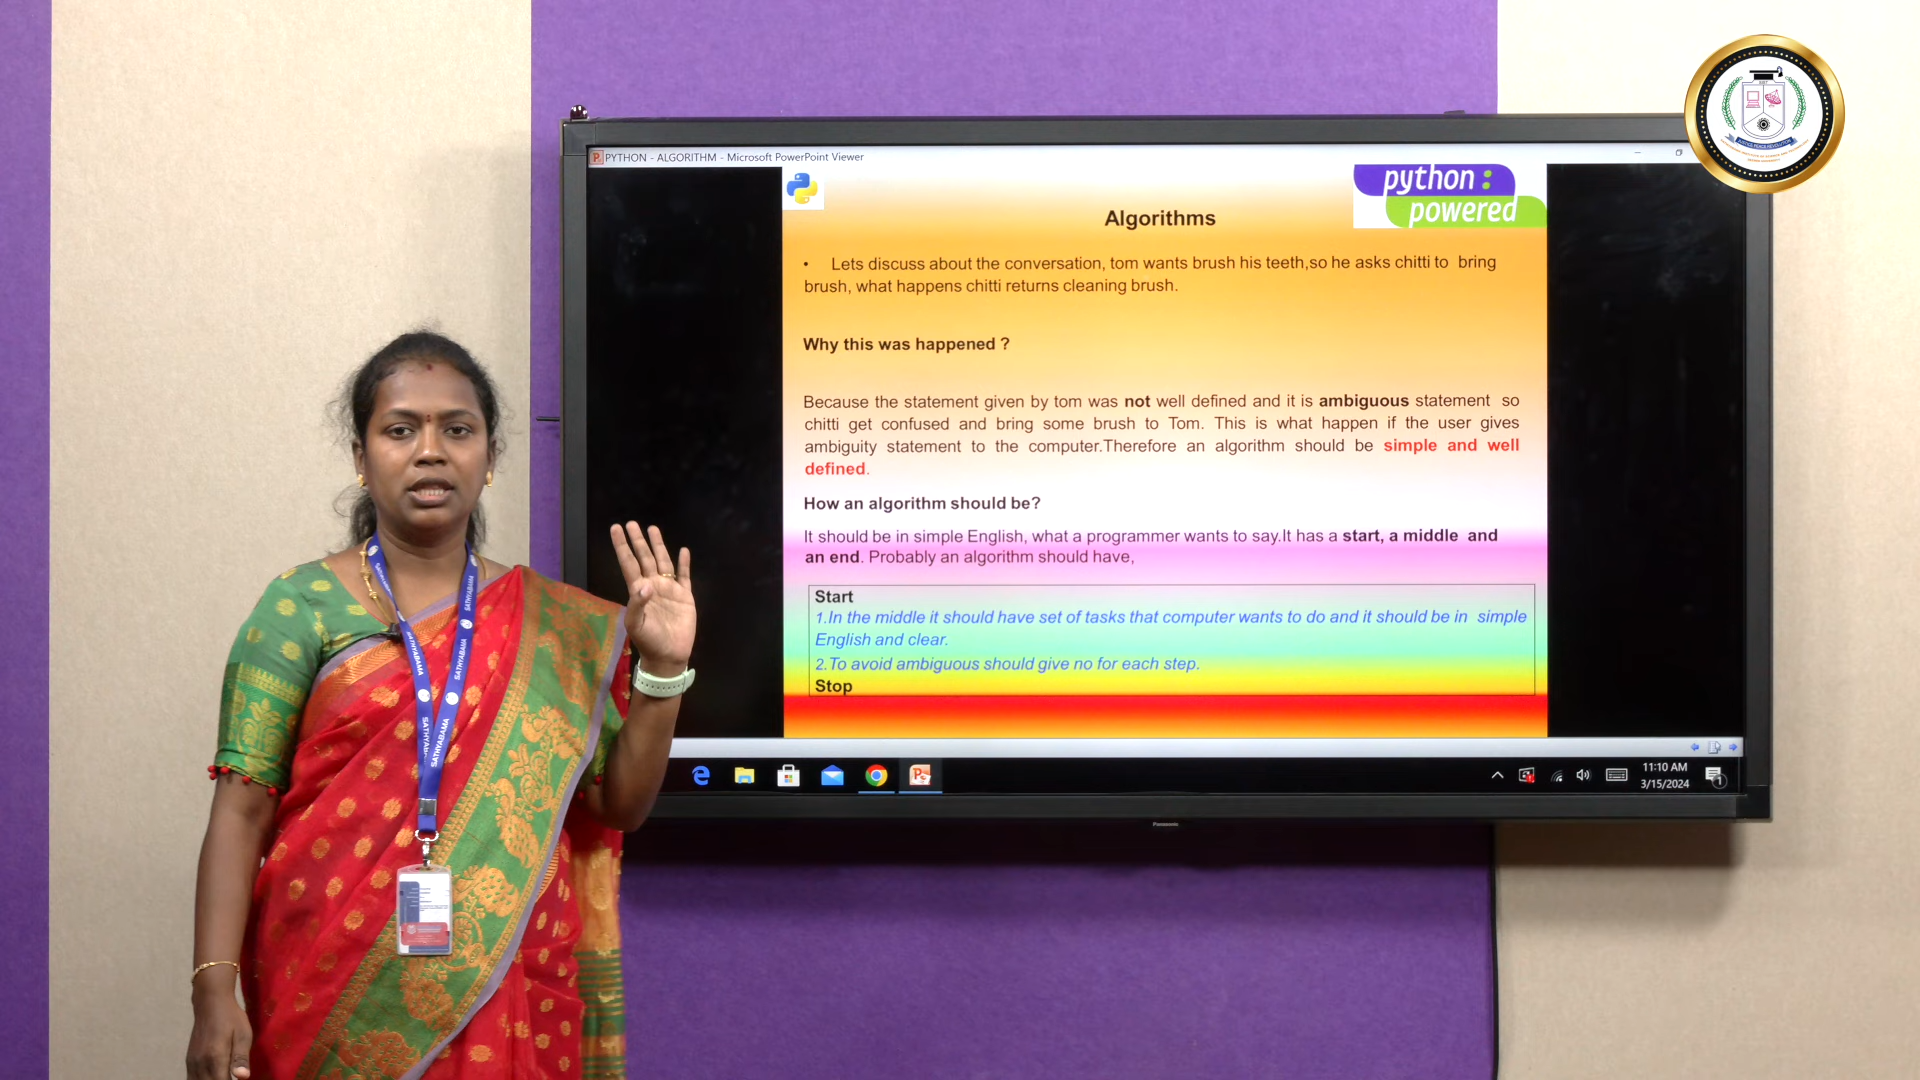 PYTHON - ALGORITHM - Microsoft PowerPoint Viewer
python :
powered
Algorithms
• Lets discuss about the conversation, tom wants brush his teeth,so he asks chitti to bring
brush, what happens chitti returns cleaning brush.
Why this was happened ?
Because the statement given by tom was not well defined and it is ambiguous statement so
chitti get confused and bring some brush to Tom. This is what happen if the user gives
ambiguity statement to the computer.Therefore an algorithm should be simple and well
defined.
How an algorithm should be?
It should be in simple English, what a programmer wants to say.It has a start, a middle and
an end. Probably an algorithm should have,
Start
1.In the middle it should have set of tasks that computer wants to do and it should be in simple
English and clear.
2.To avoid ambiguous should give no for each step.
Stop
11:10 AM
3/15/2024
Panasonic
SATHYABAMA
SATHYABAMA
SATHYABAMA
SATHYABAMA